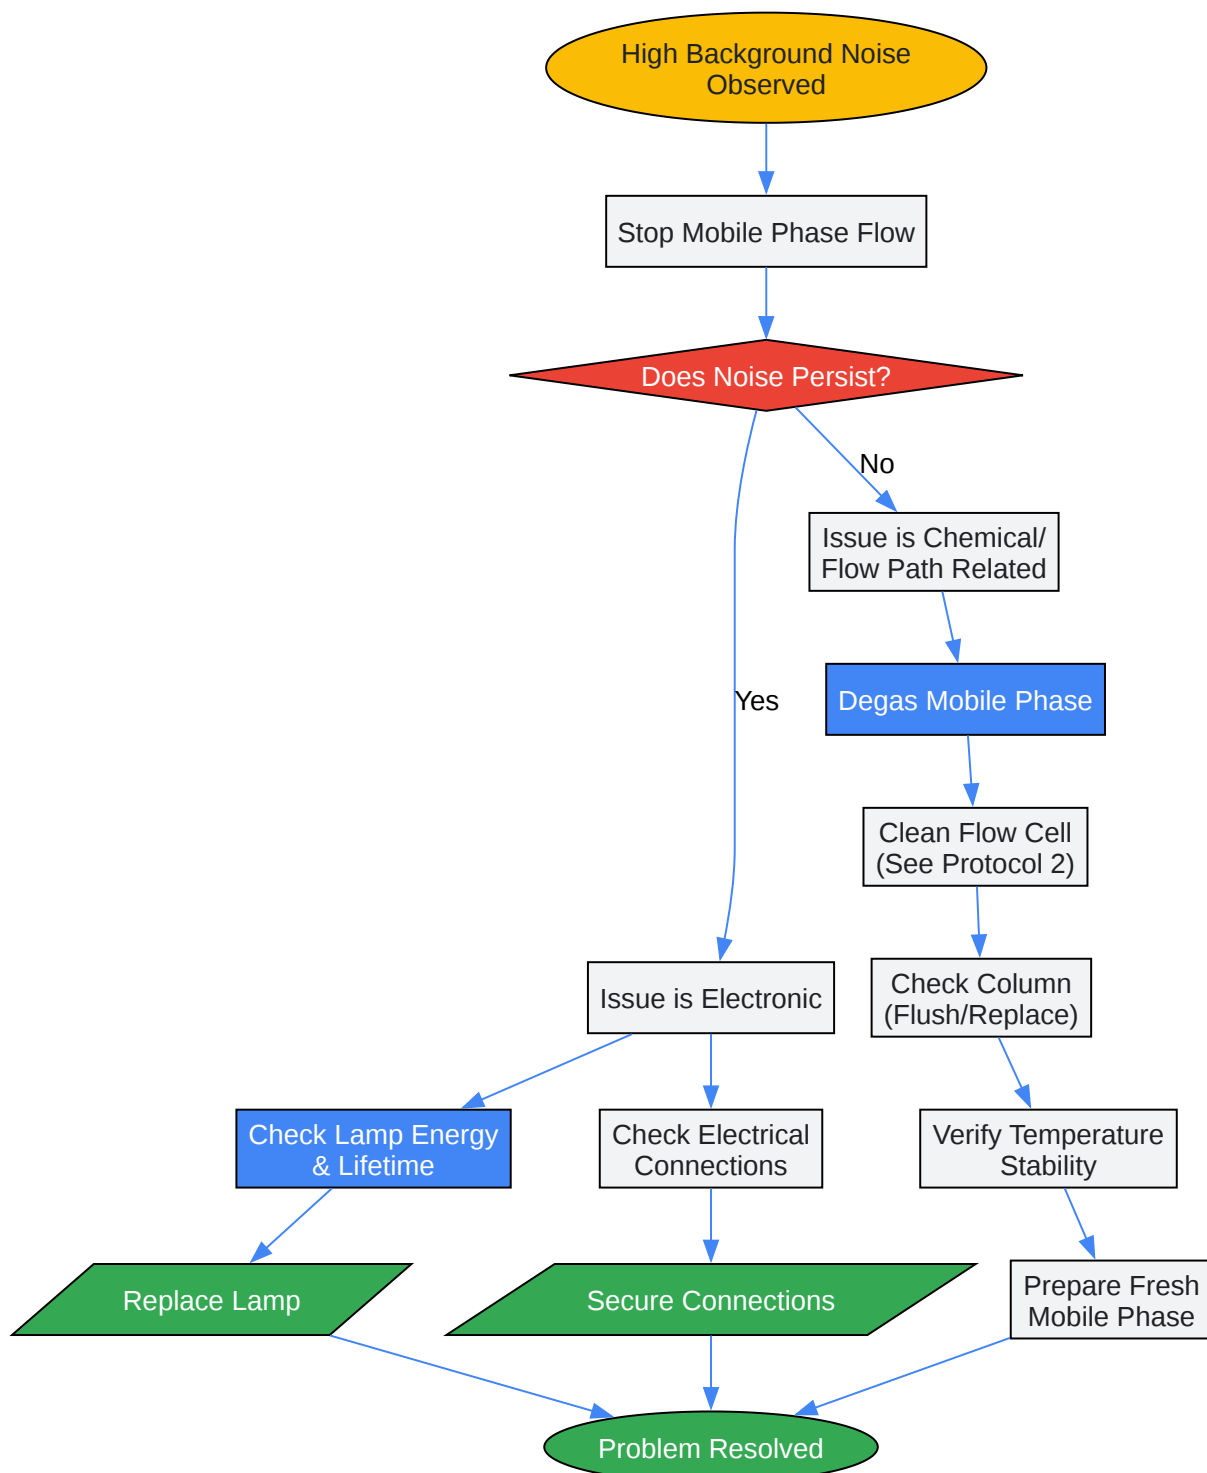 High Background Noise
Observed
Stop Mobile Phase Flow
Does Noise Persist?
No
Issue is Chemical/
Flow Path Related
Yes
Degas Mobile Phase
Clean Flow Cell
(See Protocol 2)
Issue is Electronic
Check Column
(Flush/Replace)
Check Lamp Energy
& Lifetime
Check Electrical
Connections
Verify Temperature
Stability
Replace Lamp
Secure Connections
Prepare Fresh
Mobile Phase
Problem Resolved